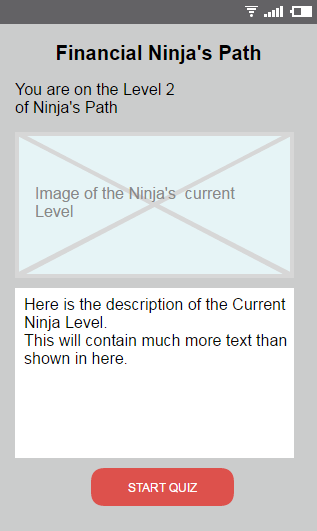 Financial Ninja's Path
You are on the Level 2
of Ninja's Path
Image of the Ninja's  current
Level
Here is the description of the Current
Ninja Level.
This will contain much more text than
shown in here.
START QUIZ